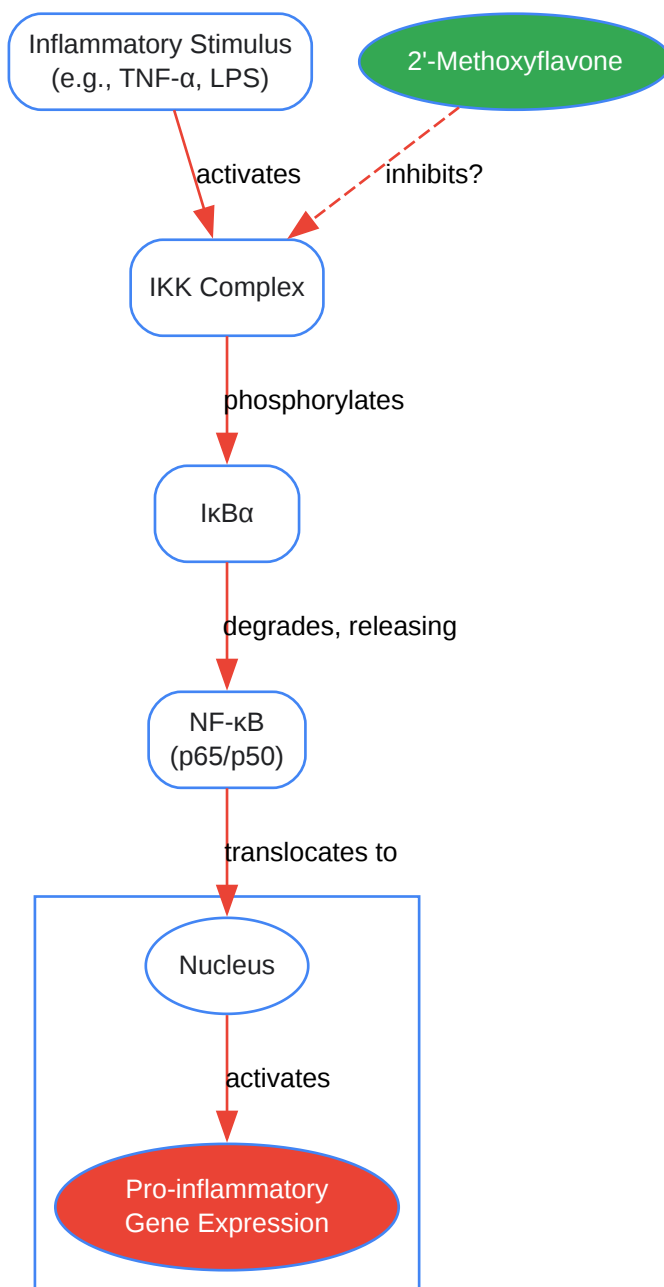 Inflammatory Stimulus
(e.g., TNF-α, LPS)
2'-Methoxyflavone
activates
inhibits?
IKK Complex
phosphorylates
IκBα
degrades, releasing
NF-κB
(p65/p50)
translocates to
Nucleus
activates
Pro-inflammatory
Gene Expression